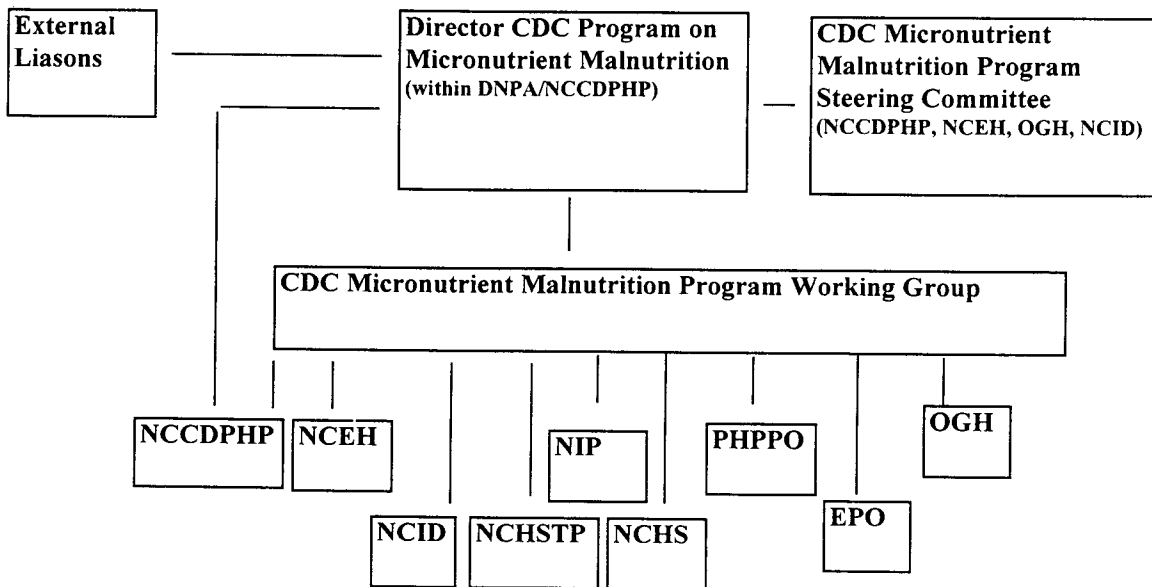 External
Liasons
Director CDC Program on
Micronutrient Malnutrition
(within DNPA/NCCDPHP)
CDC Micronutrient
Malnutrition Program
Steering Committee
(NCCDPHP, NCEH, OGH, NCID)
CDC Micronutrient Malnutrition Program Working Group
NCCDPHP
NCEH
NIP
PHPPO
OGH
NCID
NCHSTP
NCHS
EPO